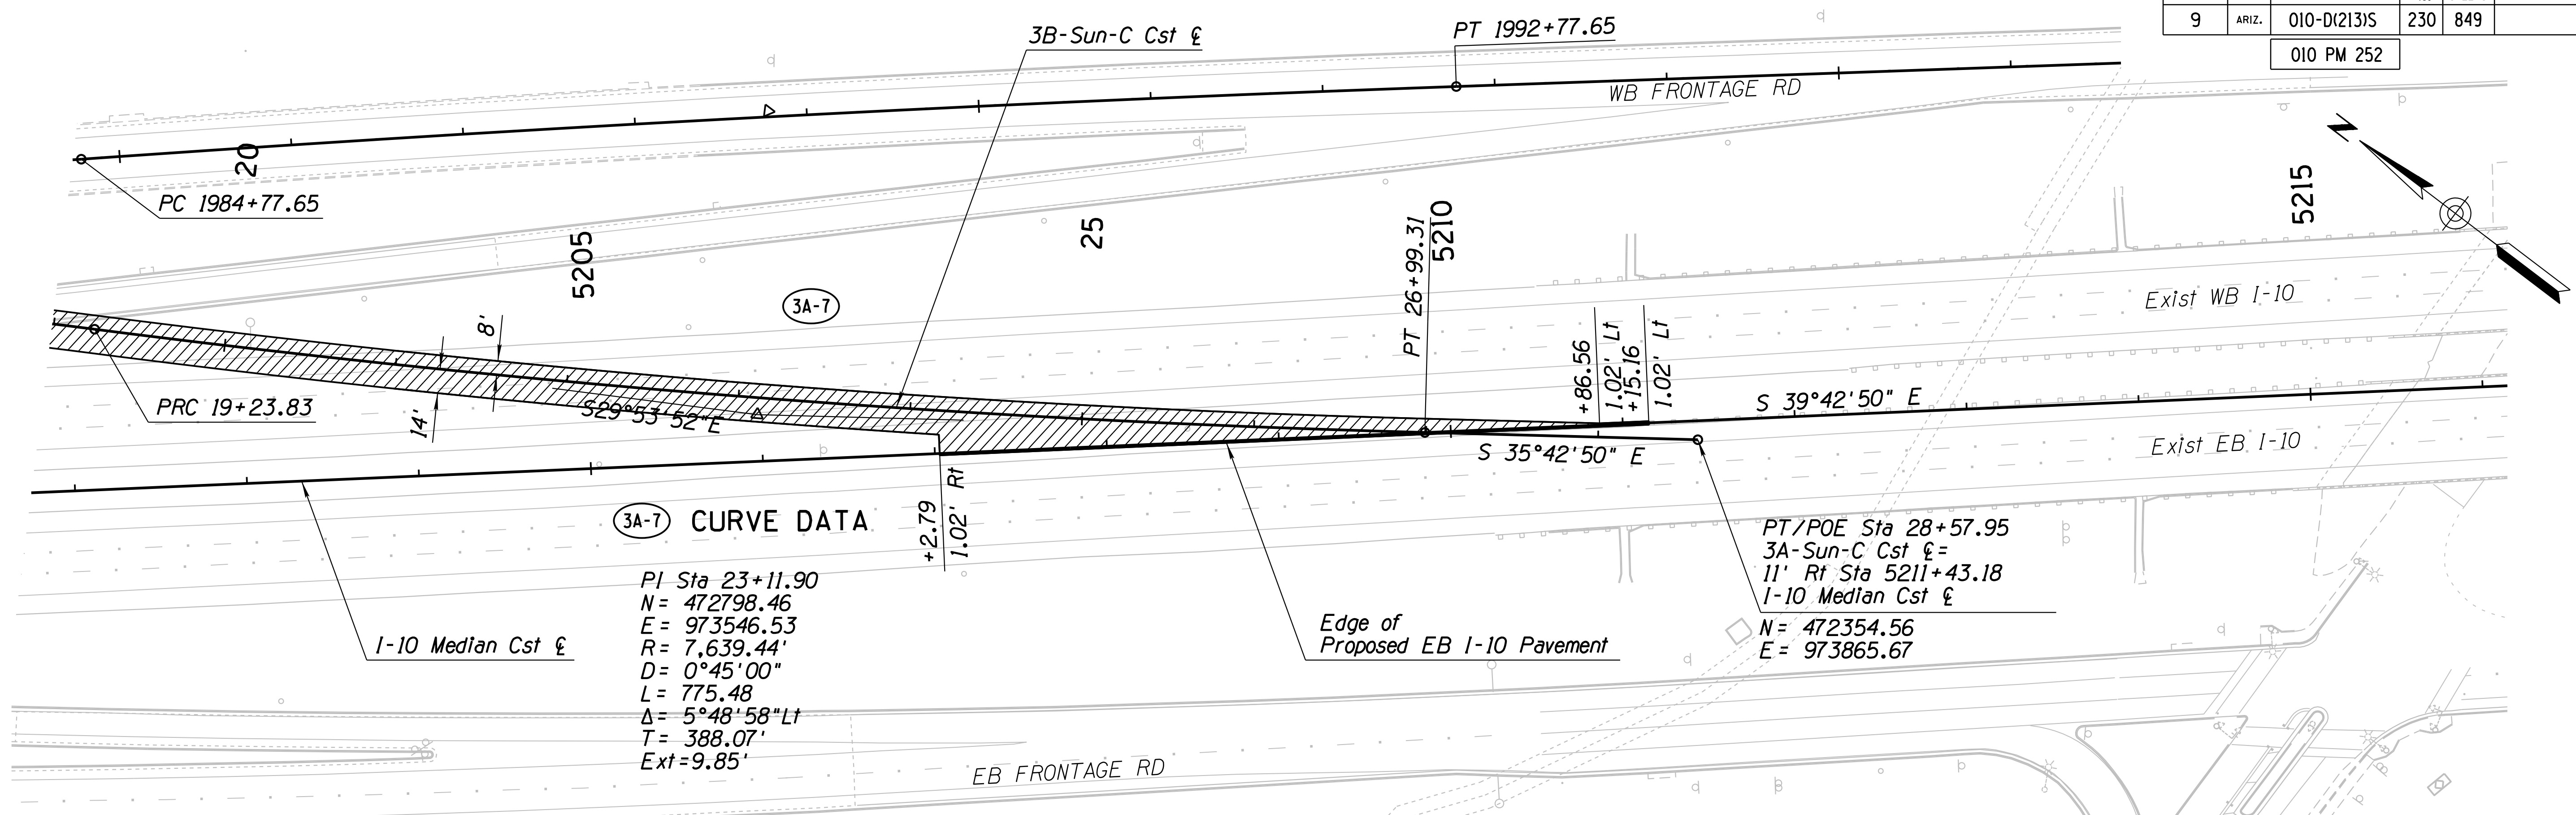 9 ARIZ. 010-D(213)S 230 849
010 PM 252
3B-Sun-C Cst ℄
PT 1992+77.65
WB FRONTAGE RD
20
PC 1984+77.65
5205
25
PT 26+99.31
5210
5215
3A-7
8'
14'
PRC 19+23.83
S29°53'52"E
Δ
+86.56
1.02' Lt
+15.16
1.02' Lt
Exist WB I-10
S 39°42'50" E
S 35°42'50" E
Exist EB I-10
+2.79
1.02' Rt
3A-7 CURVE DATA
PI Sta 23+11.90
N= 472798.46
E= 973546.53
R= 7,639.44'
D= 0°45'00"
L= 775.48
Δ= 5°48'58"Lt
T= 388.07'
Ext=9.85'
I-10 Median Cst ℄
Edge of
Proposed EB I-10 Pavement
PT/POE Sta 28+57.95
3A-Sun-C Cst ℄=
11' Rt Sta 5211+43.18
I-10 Median Cst ℄
N= 472354.56
E= 973865.67
EB FRONTAGE RD